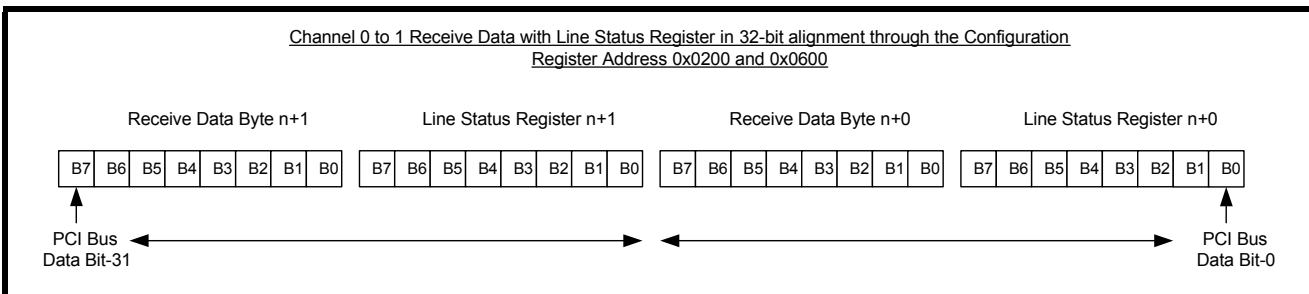 Channel 0 to 1 Receive Data with Line Status Register in 32-bit alignment through the Configuration
Register Address 0x0200 and 0x0600
Receive Data Byte n+1 Line Status Register n+1 Receive Data Byte n+0 Line Status Register n+0
B7 B6 B5 B4 B3 B2 B1 B0 B7 B6 B5 B4 B3 B2 B1 B0 B7 B6 B5 B4 B3 B2 B1 B0 B7 B6 B5 B4 B3 B2 B1 B0
PCI Bus PCI Bus
Data Bit-31 Data Bit-0